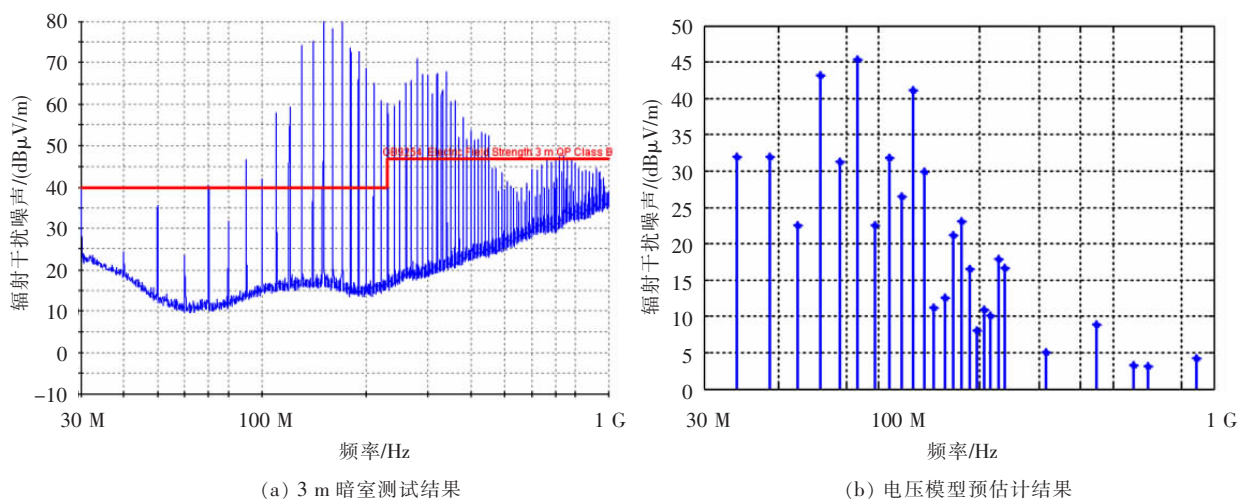 80
70
60
50
40
30
20
10
0
−10
辐射干扰噪声/(dBμV/m)
GB9254 Electric Field Strength 3 m QP Class B
30 M
100 M
1 G
频率/Hz
(a) 3 m 暗室测试结果
50
45
40
35
30
25
20
15
10
5
0
辐射干扰噪声/(dBμV/m)
30 M
100 M
1 G
频率/Hz
(b) 电压模型预估计结果